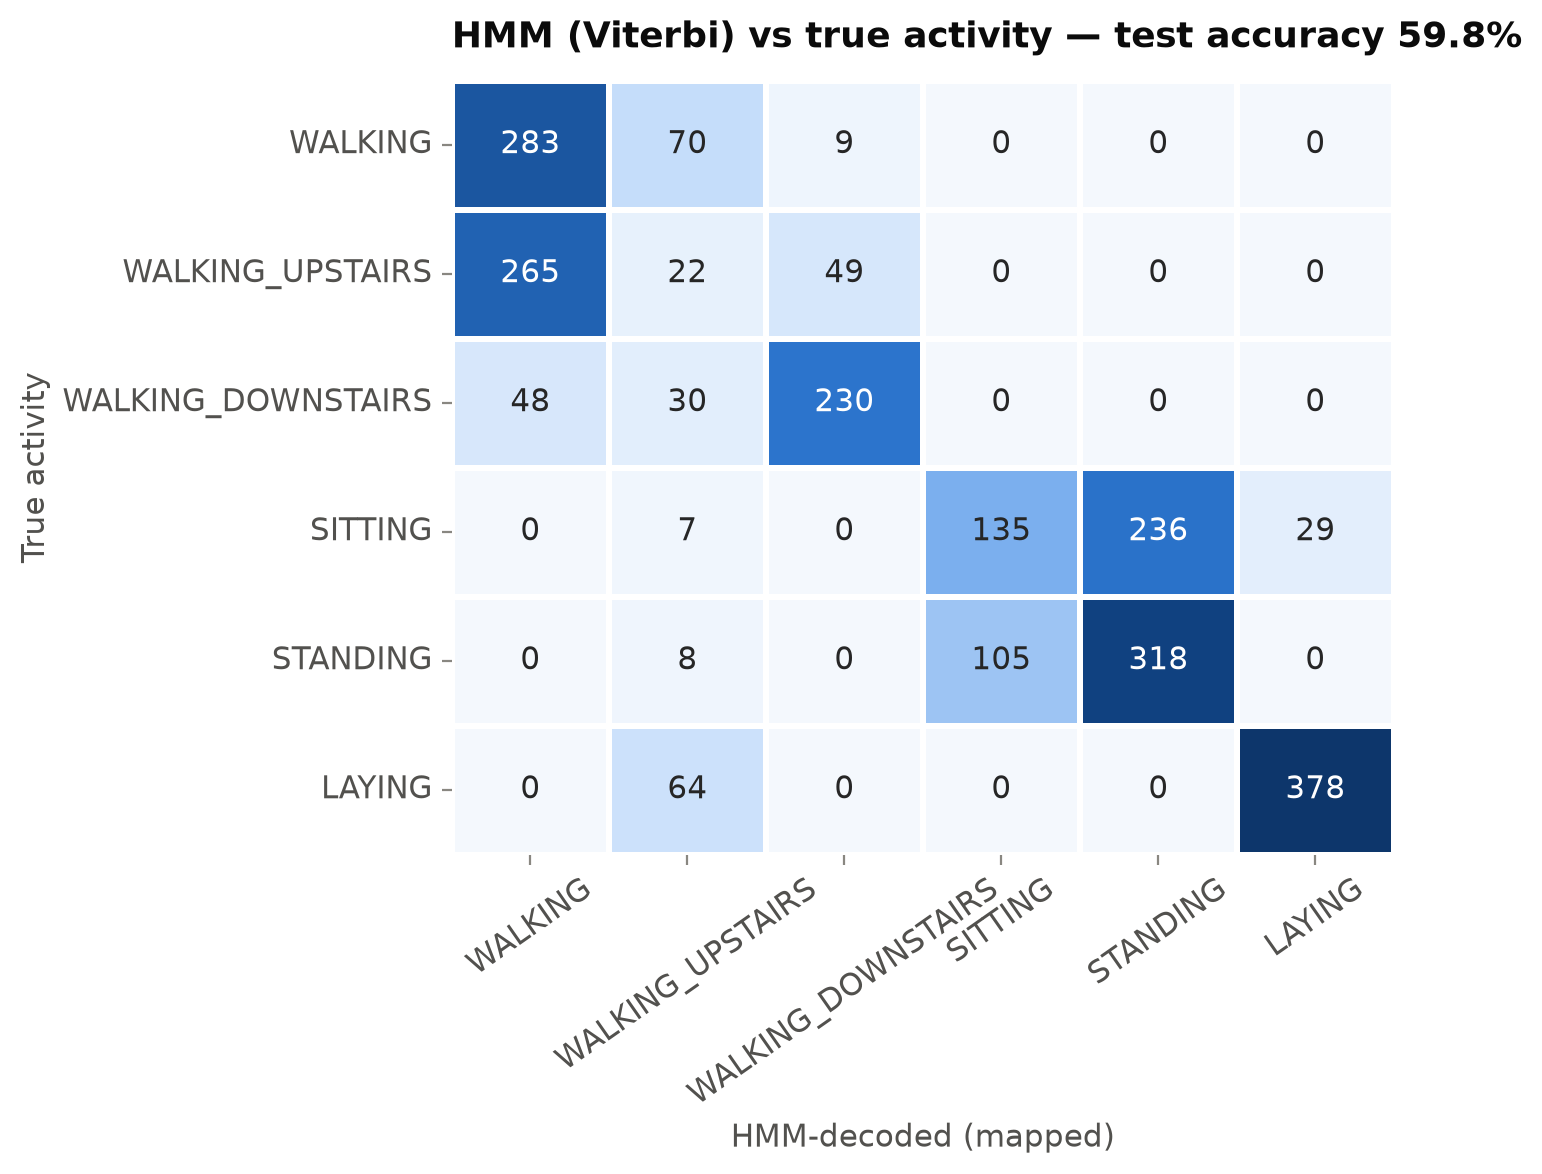 HMM (Viterbi) vs true activity — test accuracy 59.8%
True activity
WALKING 283 70 9 0 0 0
WALKING_UPSTAIRS 265 22 49 0 0 0
WALKING_DOWNSTAIRS 48 30 230 0 0 0
SITTING 0 7 0 135 236 29
STANDING 0 8 0 105 318 0
LAYING 0 64 0 0 0 378
WALKING
WALKING_UPSTAIRS
WALKING_DOWNSTAIRS
SITTING
STANDING
LAYING
HMM-decoded (mapped)